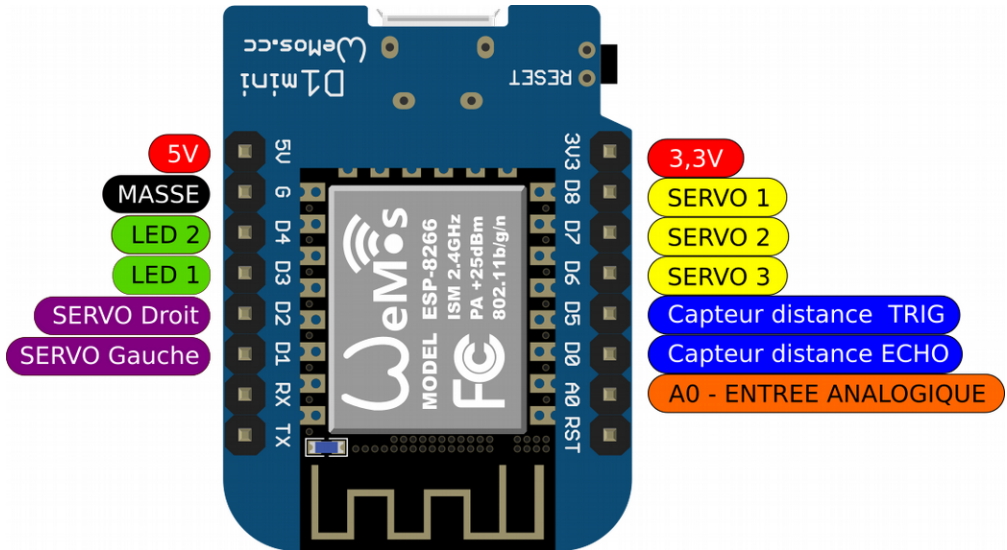 WeMos.cc
D1mini
RESET
5V
MASSE
LED 2
LED 1
SERVO Droit
SERVO Gauche
5V
G
D4
D3
D2
D1
RX
TX
WeMos
MODEL ESP-8266
ISM 2.4GHz
PA +25dBm
802.11b/g/n
FC
3V3
D8
D7
D6
D5
D0
A0
RST
3,3V
SERVO 1
SERVO 2
SERVO 3
Capteur distance TRIG
Capteur distance ECHO
A0 - ENTREE ANALOGIQUE